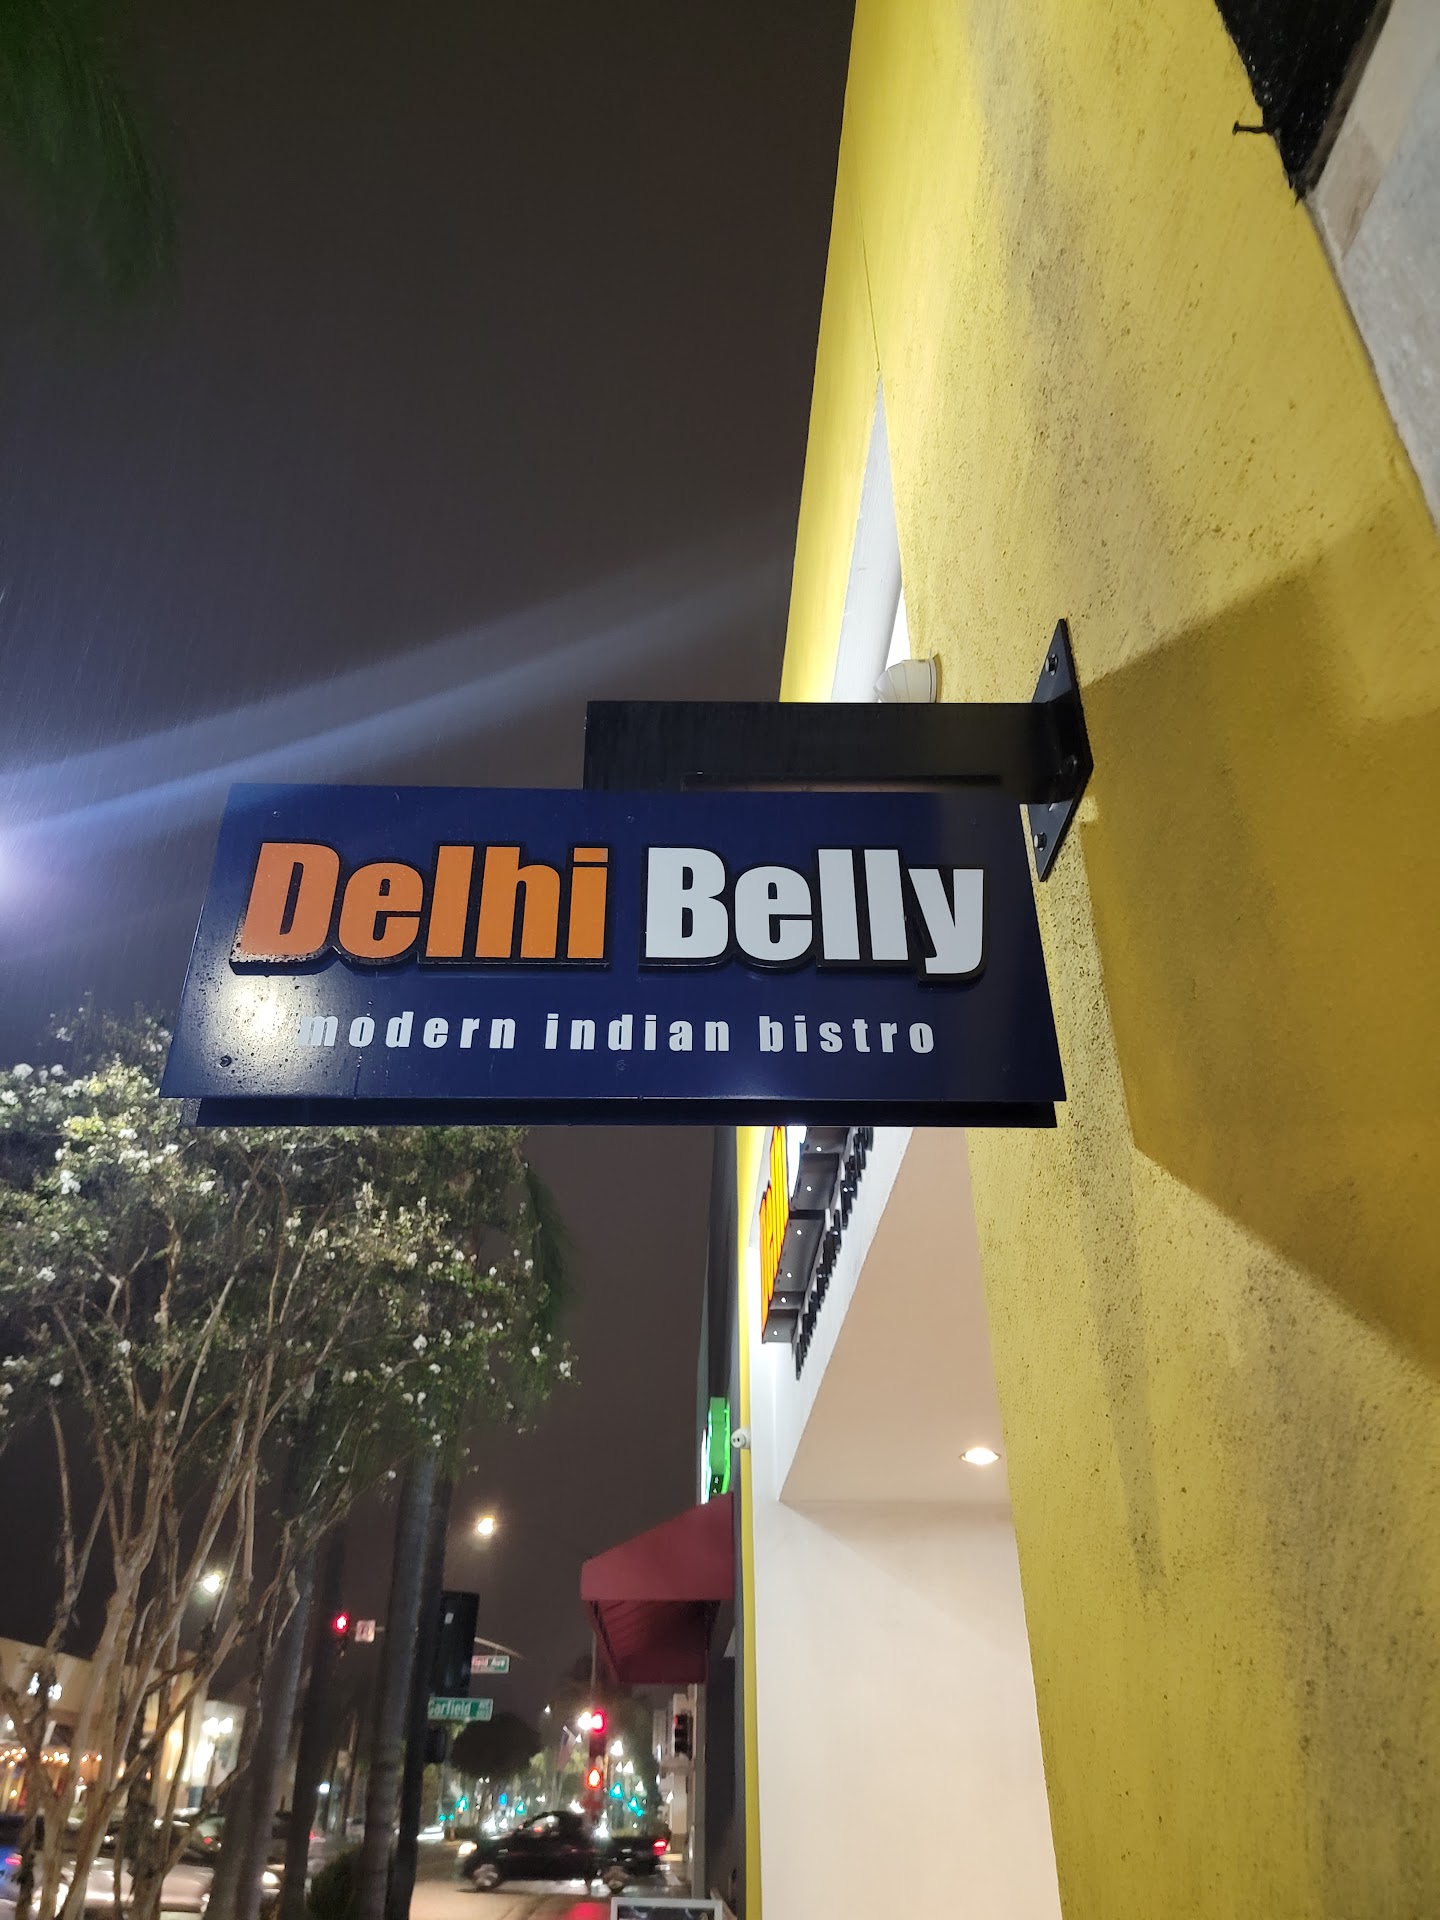 Delhi Belly
modern indian bistro
Garfield